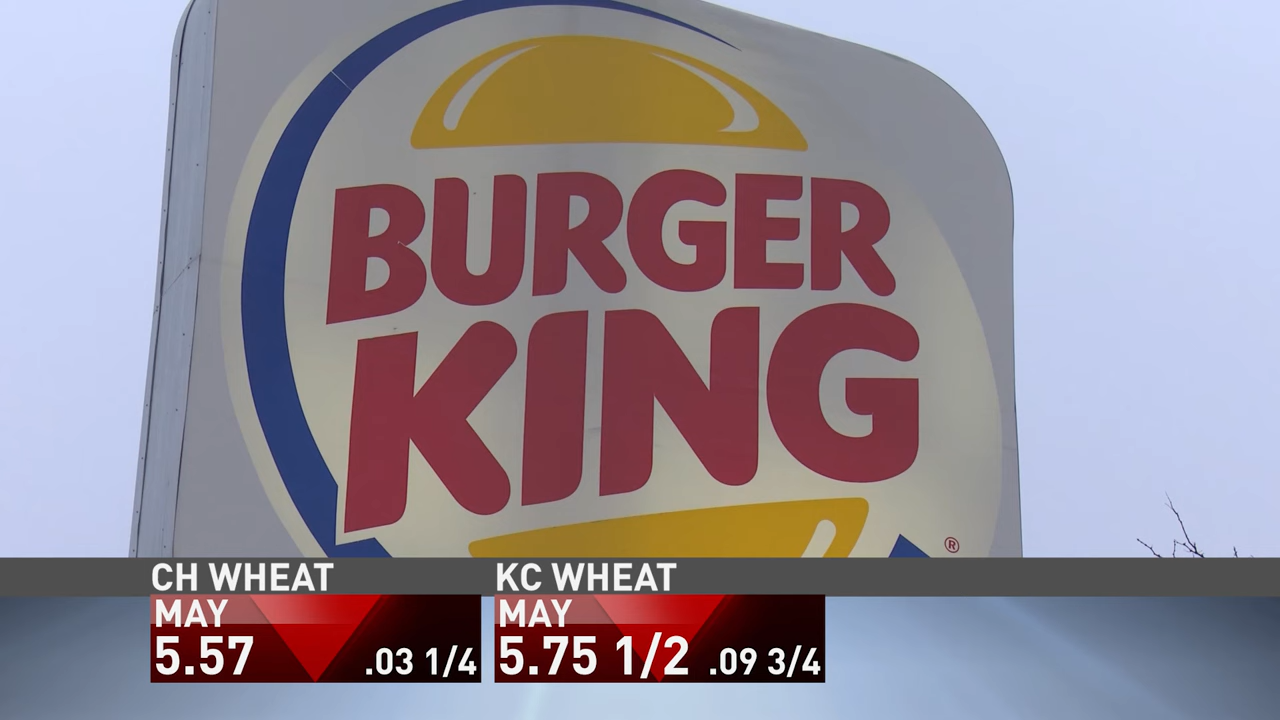 BURGER
KING
®
CH WHEAT
KC WHEAT
MAY
MAY
5.57 .03 1/4
5.75 1/2 .09 3/4